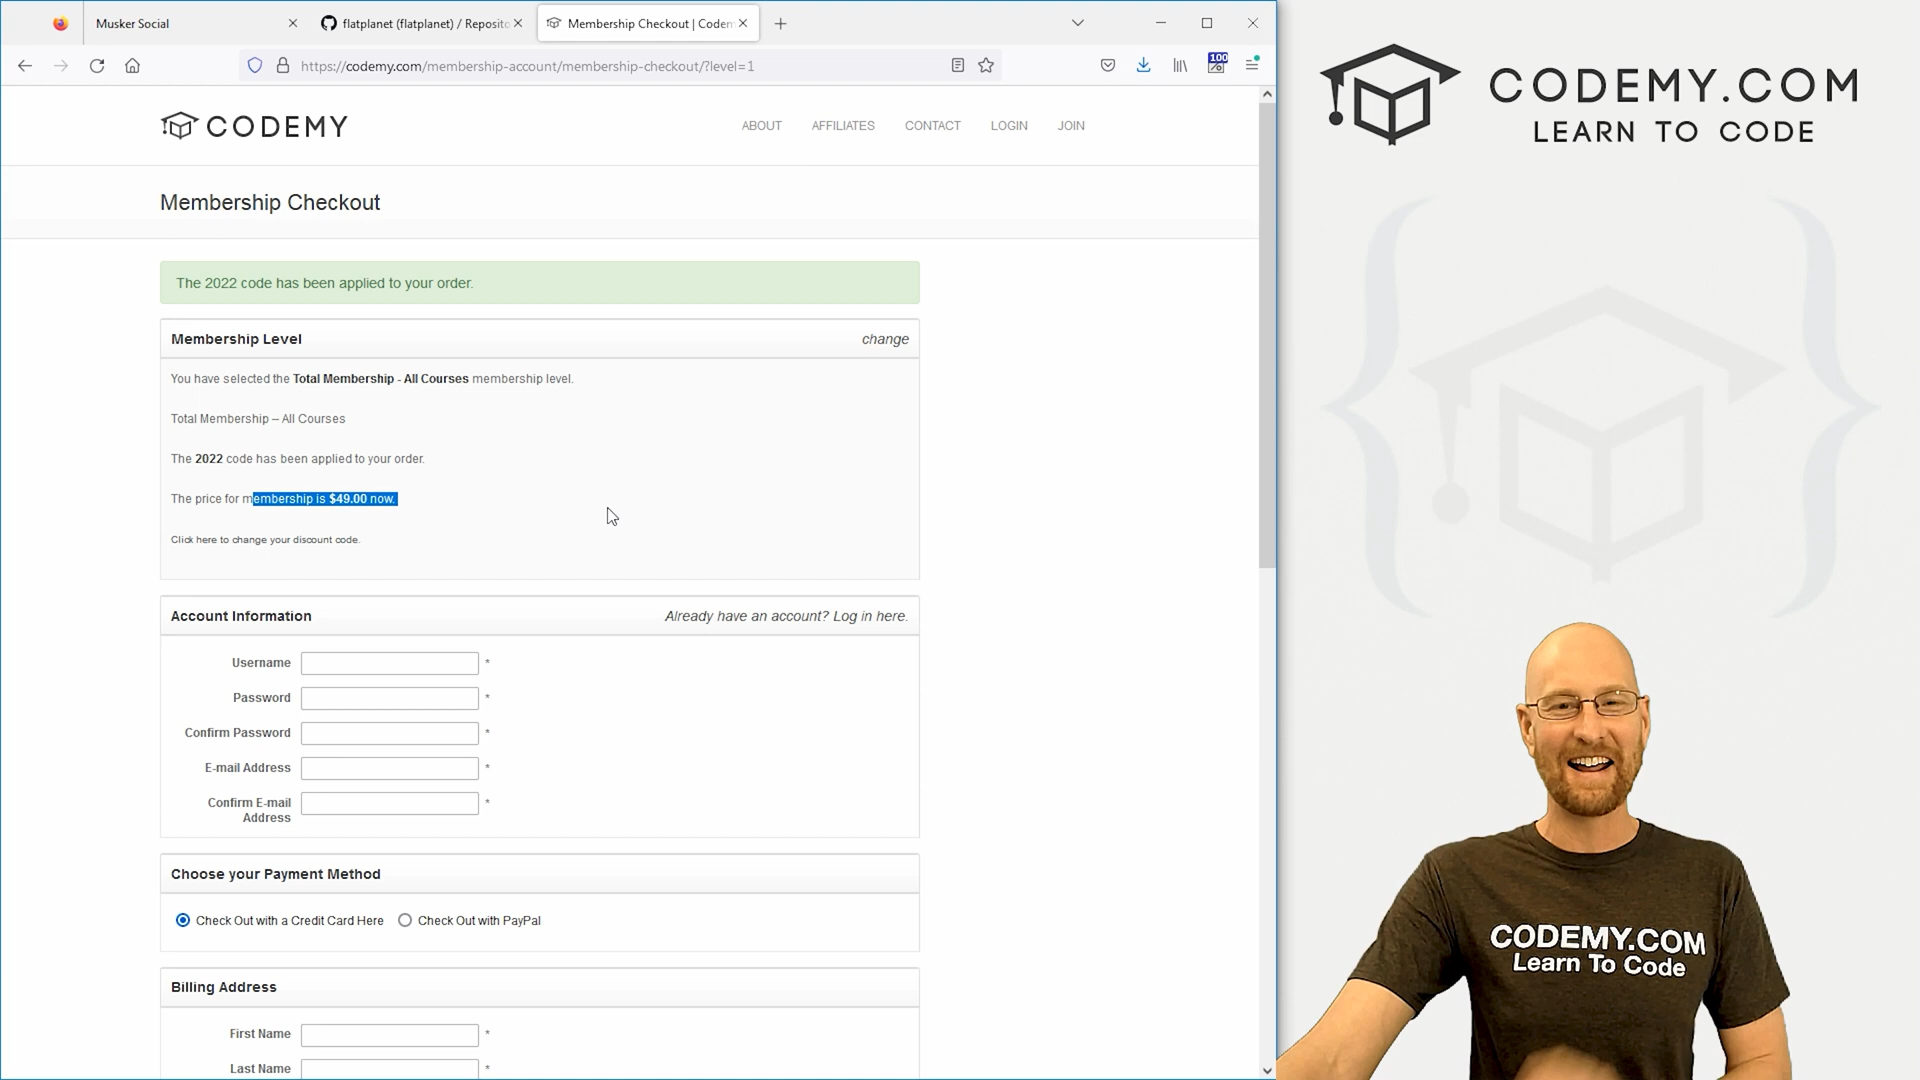 Musker Social
flatplanet (flatplanet) / Reposito
Membership Checkout | Codem
https://codemy.com/membership-account/membership-checkout/?level=1
100
CODEMY
ABOUT
AFFILIATES
CONTACT
LOGIN
JOIN
Membership Checkout
The 2022 code has been applied to your order.
Membership Level
change
You have selected the Total Membership - All Courses membership level.
Total Membership – All Courses
The 2022 code has been applied to your order.
The price for membership is $49.00 now.
Click here to change your discount code.
Account Information
Already have an account? Log in here.
Username *
Password *
Confirm Password *
E-mail Address *
Confirm E-mail
Address *
Choose your Payment Method
Check Out with a Credit Card Here
Check Out with PayPal
Billing Address
First Name *
Last Name *
CODEMY.COM
LEARN TO CODE
CODEMY.COM
Learn To Code